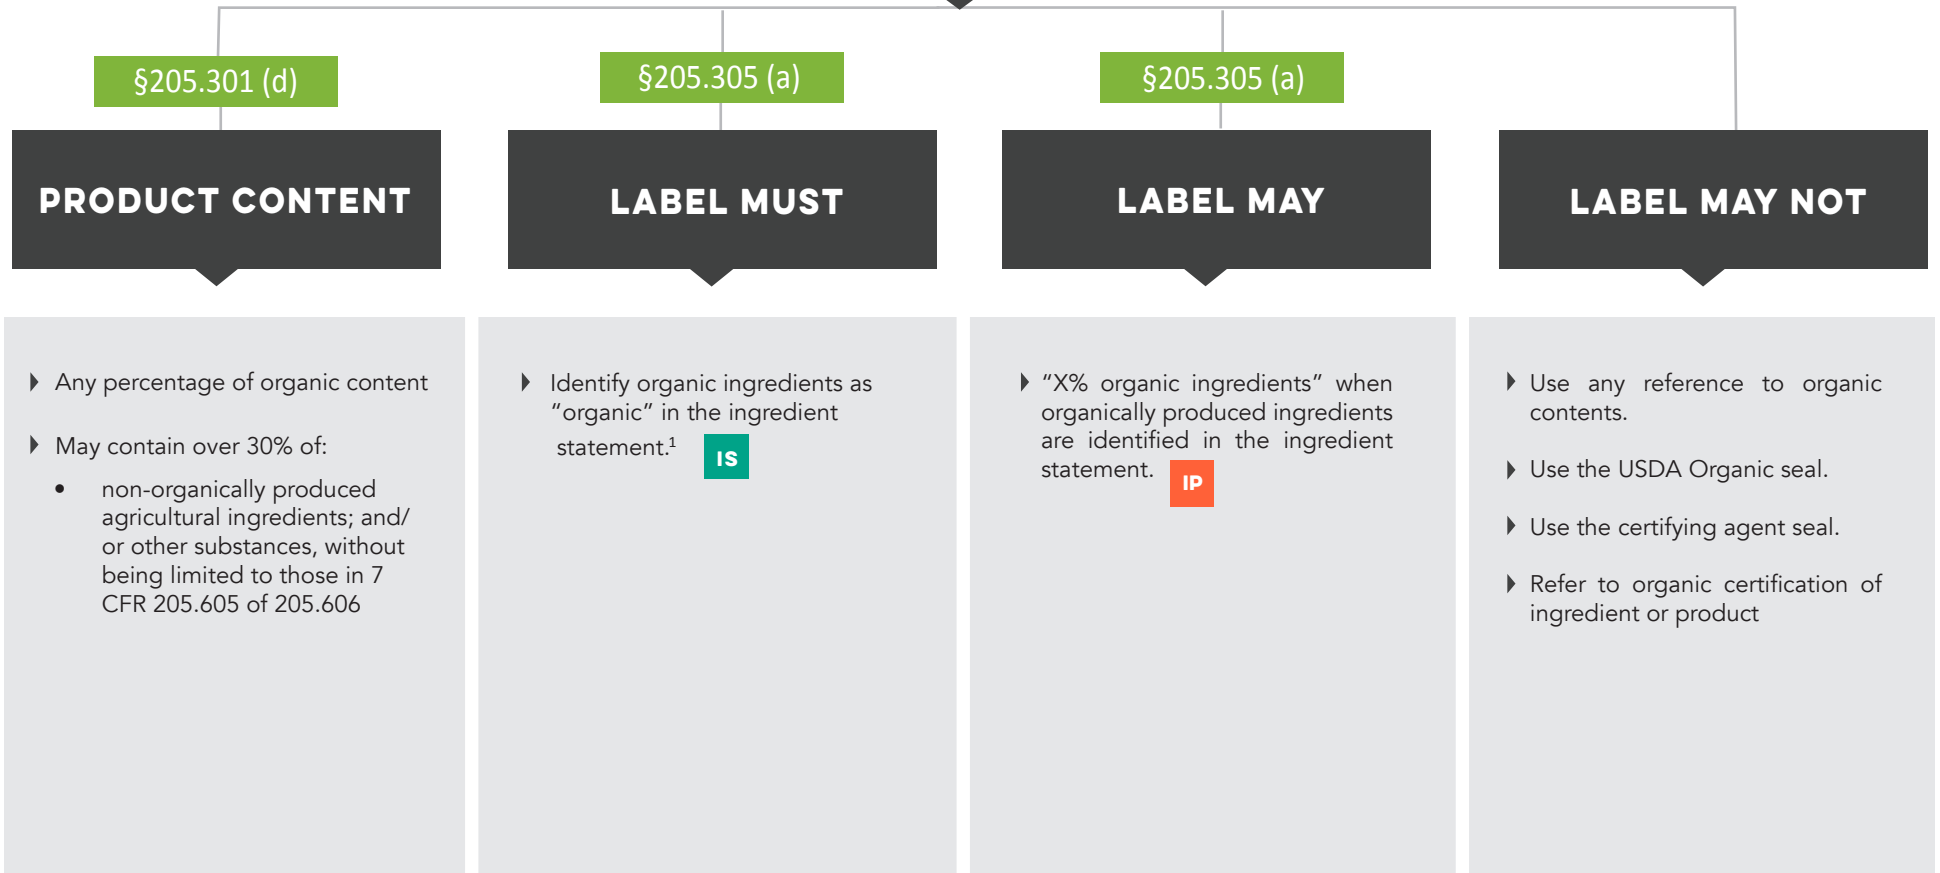 §205.301 (d)
PRODUCT CONTENT
Any percentage of organic content
May contain over 30% of:
• non-organically produced
agricultural ingredients; and/
or other substances, without
being limited to those in 7
CFR 205.605 of 205.606
§205.305 (a)
LABEL MUST
Identify organic ingredients as
“organic” in the ingredient
statement.¹
IS
§205.305 (a)
LABEL MAY
“X% organic ingredients” when
organically produced ingredients
are identified in the ingredient
statement.
IP
LABEL MAY NOT
Use any reference to organic
contents.
Use the USDA Organic seal.
Use the certifying agent seal.
Refer to organic certification of
ingredient or product